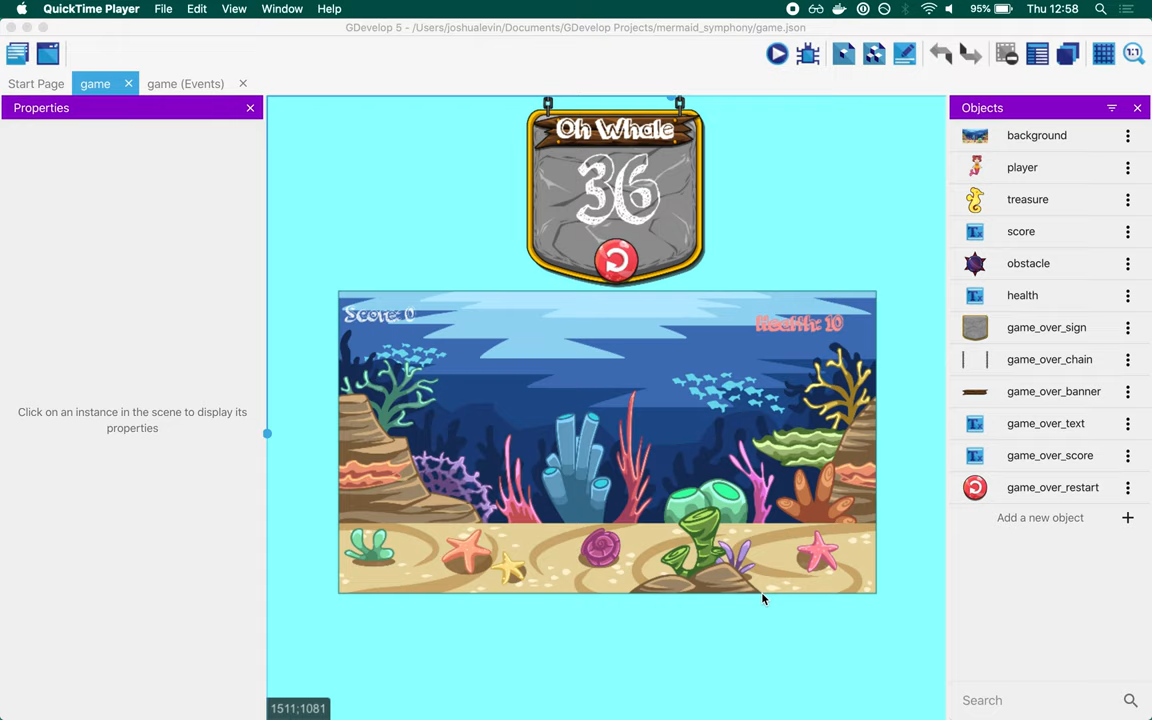 QuickTime Player File Edit View Window Help 95% Thu 12:58
GDevelop 5 - /Users/joshualevin/Documents/GDevelop Projects/mermaid_symphony/game.json
1:1
Start Page game × game (Events) ×
Properties ×
Click on an instance in the scene to display its
properties
Oh Whale
36
Score: 0
Health: 10
1511;1081
Objects ×
background
player
treasure
score
obstacle
health
game_over_sign
game_over_chain
game_over_banner
game_over_text
game_over_score
game_over_restart
Add a new object +
Search